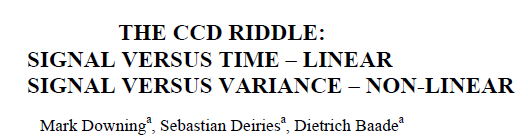 THE CCD RIDDLE:
SIGNAL VERSUS TIME – LINEAR
SIGNAL VERSUS VARIANCE – NON-LINEAR
Mark Downingᵃ, Sebastian Deiriesᵃ, Dietrich Baadeᵃ